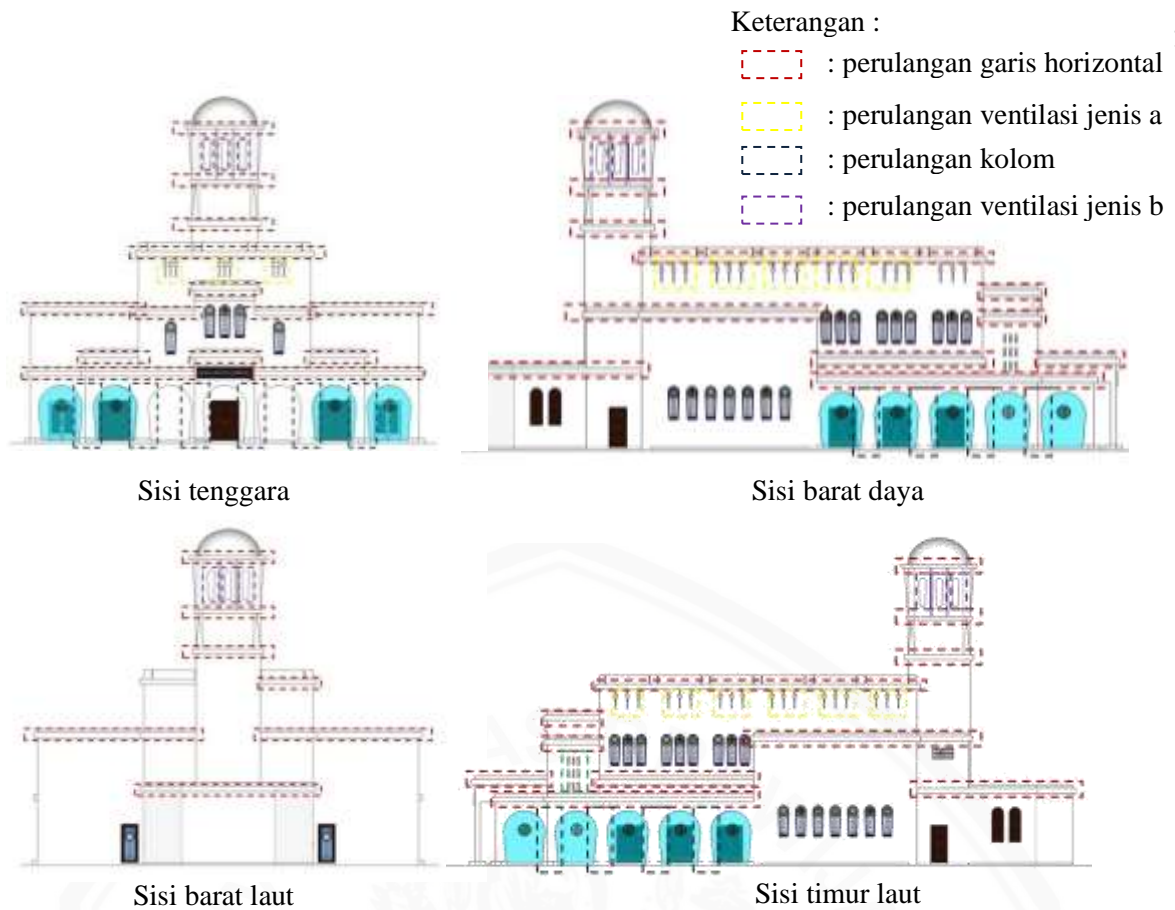 Keterangan :
: perulangan garis horizontal
: perulangan ventilasi jenis a
: perulangan kolom
: perulangan ventilasi jenis b
Sisi tenggara
Sisi barat daya
Sisi barat laut
Sisi timur laut